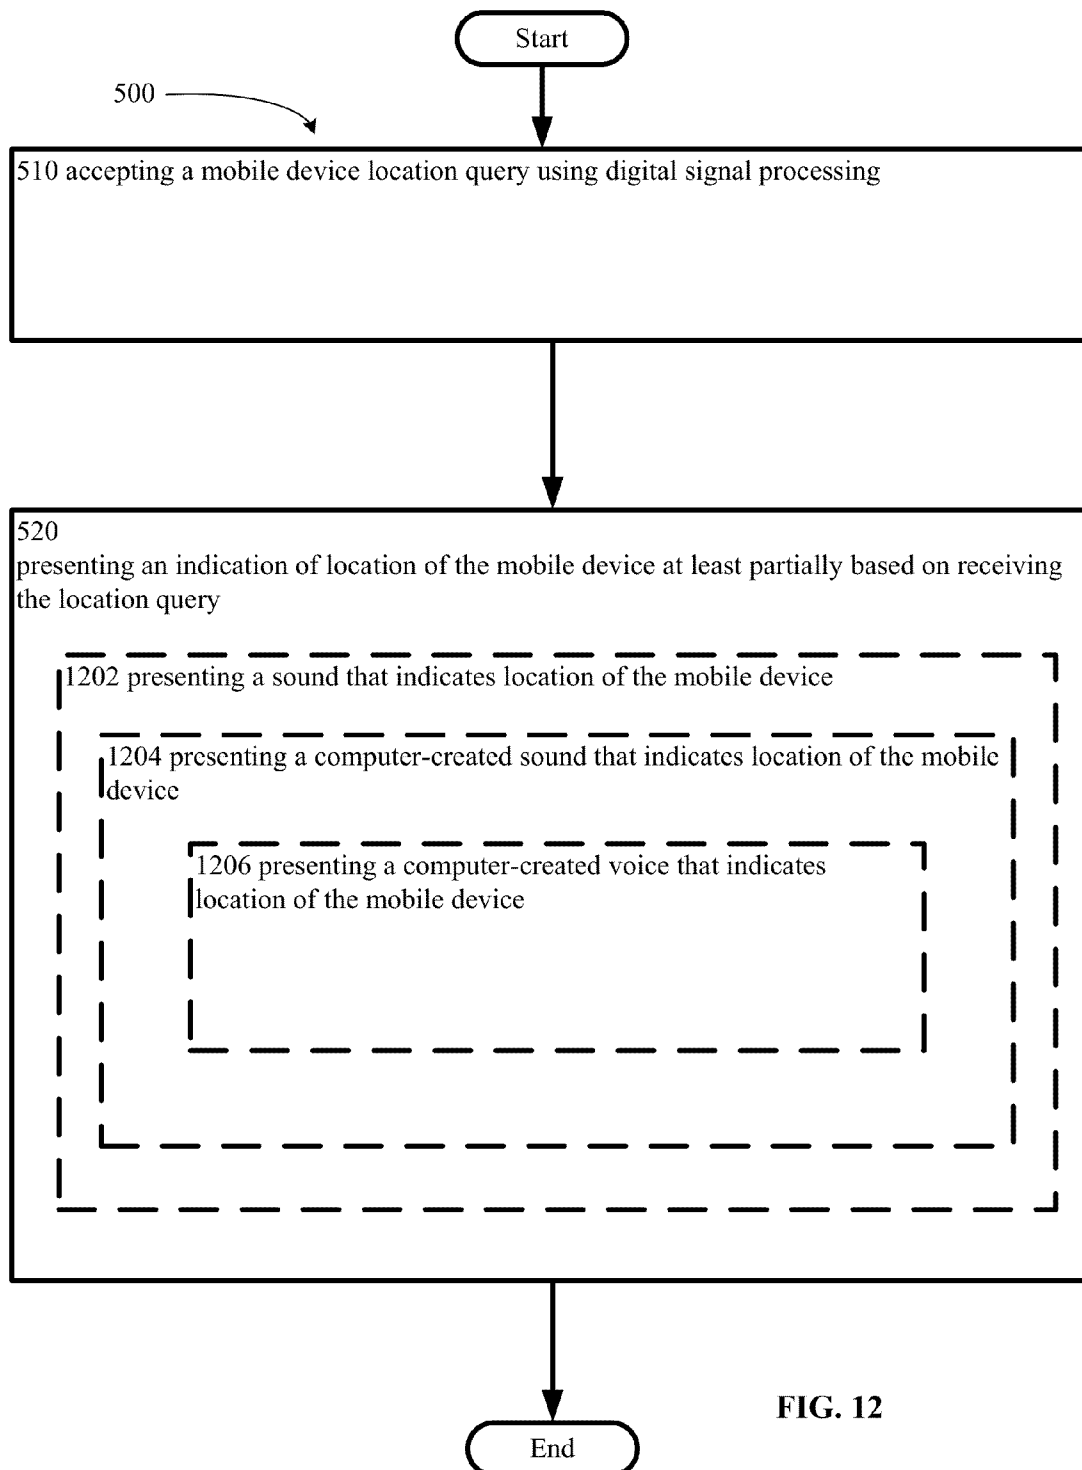 Start
500
510 accepting a mobile device location query using digital signal processing
520
presenting an indication of location of the mobile device at least partially based on receiving
the location query
1202 presenting a sound that indicates location of the mobile device
1204 presenting a computer-created sound that indicates location of the mobile
device
1206 presenting a computer-created voice that indicates
location of the mobile device
FIG. 12
End